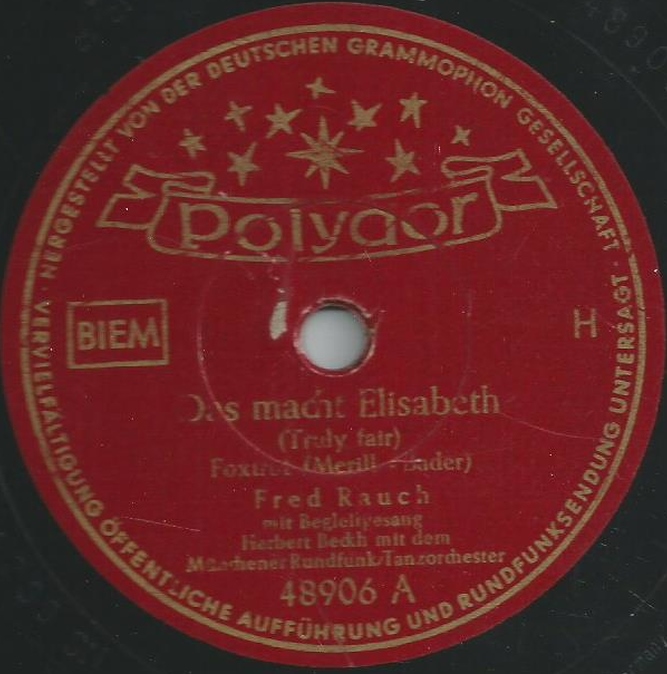 HERGESTELLT VON DER DEUTSCHEN GRAMMOPHON GESELLSCHAFT ·
Polydor
BIEM
H
Das macht Elisabeth
(Truly fair)
Foxtrot (Merill - Bader)
Fred Rauch
mit Begleitgesang
Herbert Beckh mit dem
Münchener Rundfunk/Tanzorchester
48906 A
VERVIELFÄLTIGUNG ÖFFENTLICHE AUFFÜHRUNG UND RUNDFUNKSENDUNG UNTERSAGT ·